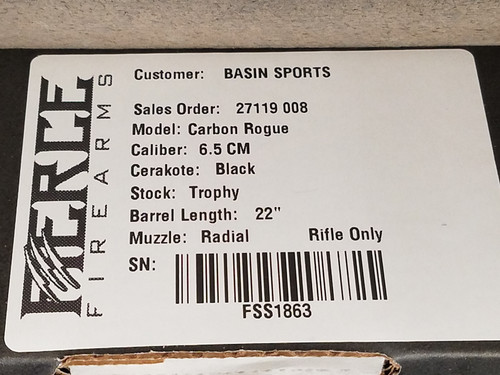 FIERCE
FIREARMS
Customer: BASIN SPORTS
Sales Order: 27119 008
Model: Carbon Rogue
Caliber: 6.5 CM
Cerakote: Black
Stock: Trophy
Barrel Length: 22"
Muzzle: Radial Rifle Only
SN:
FSS1863